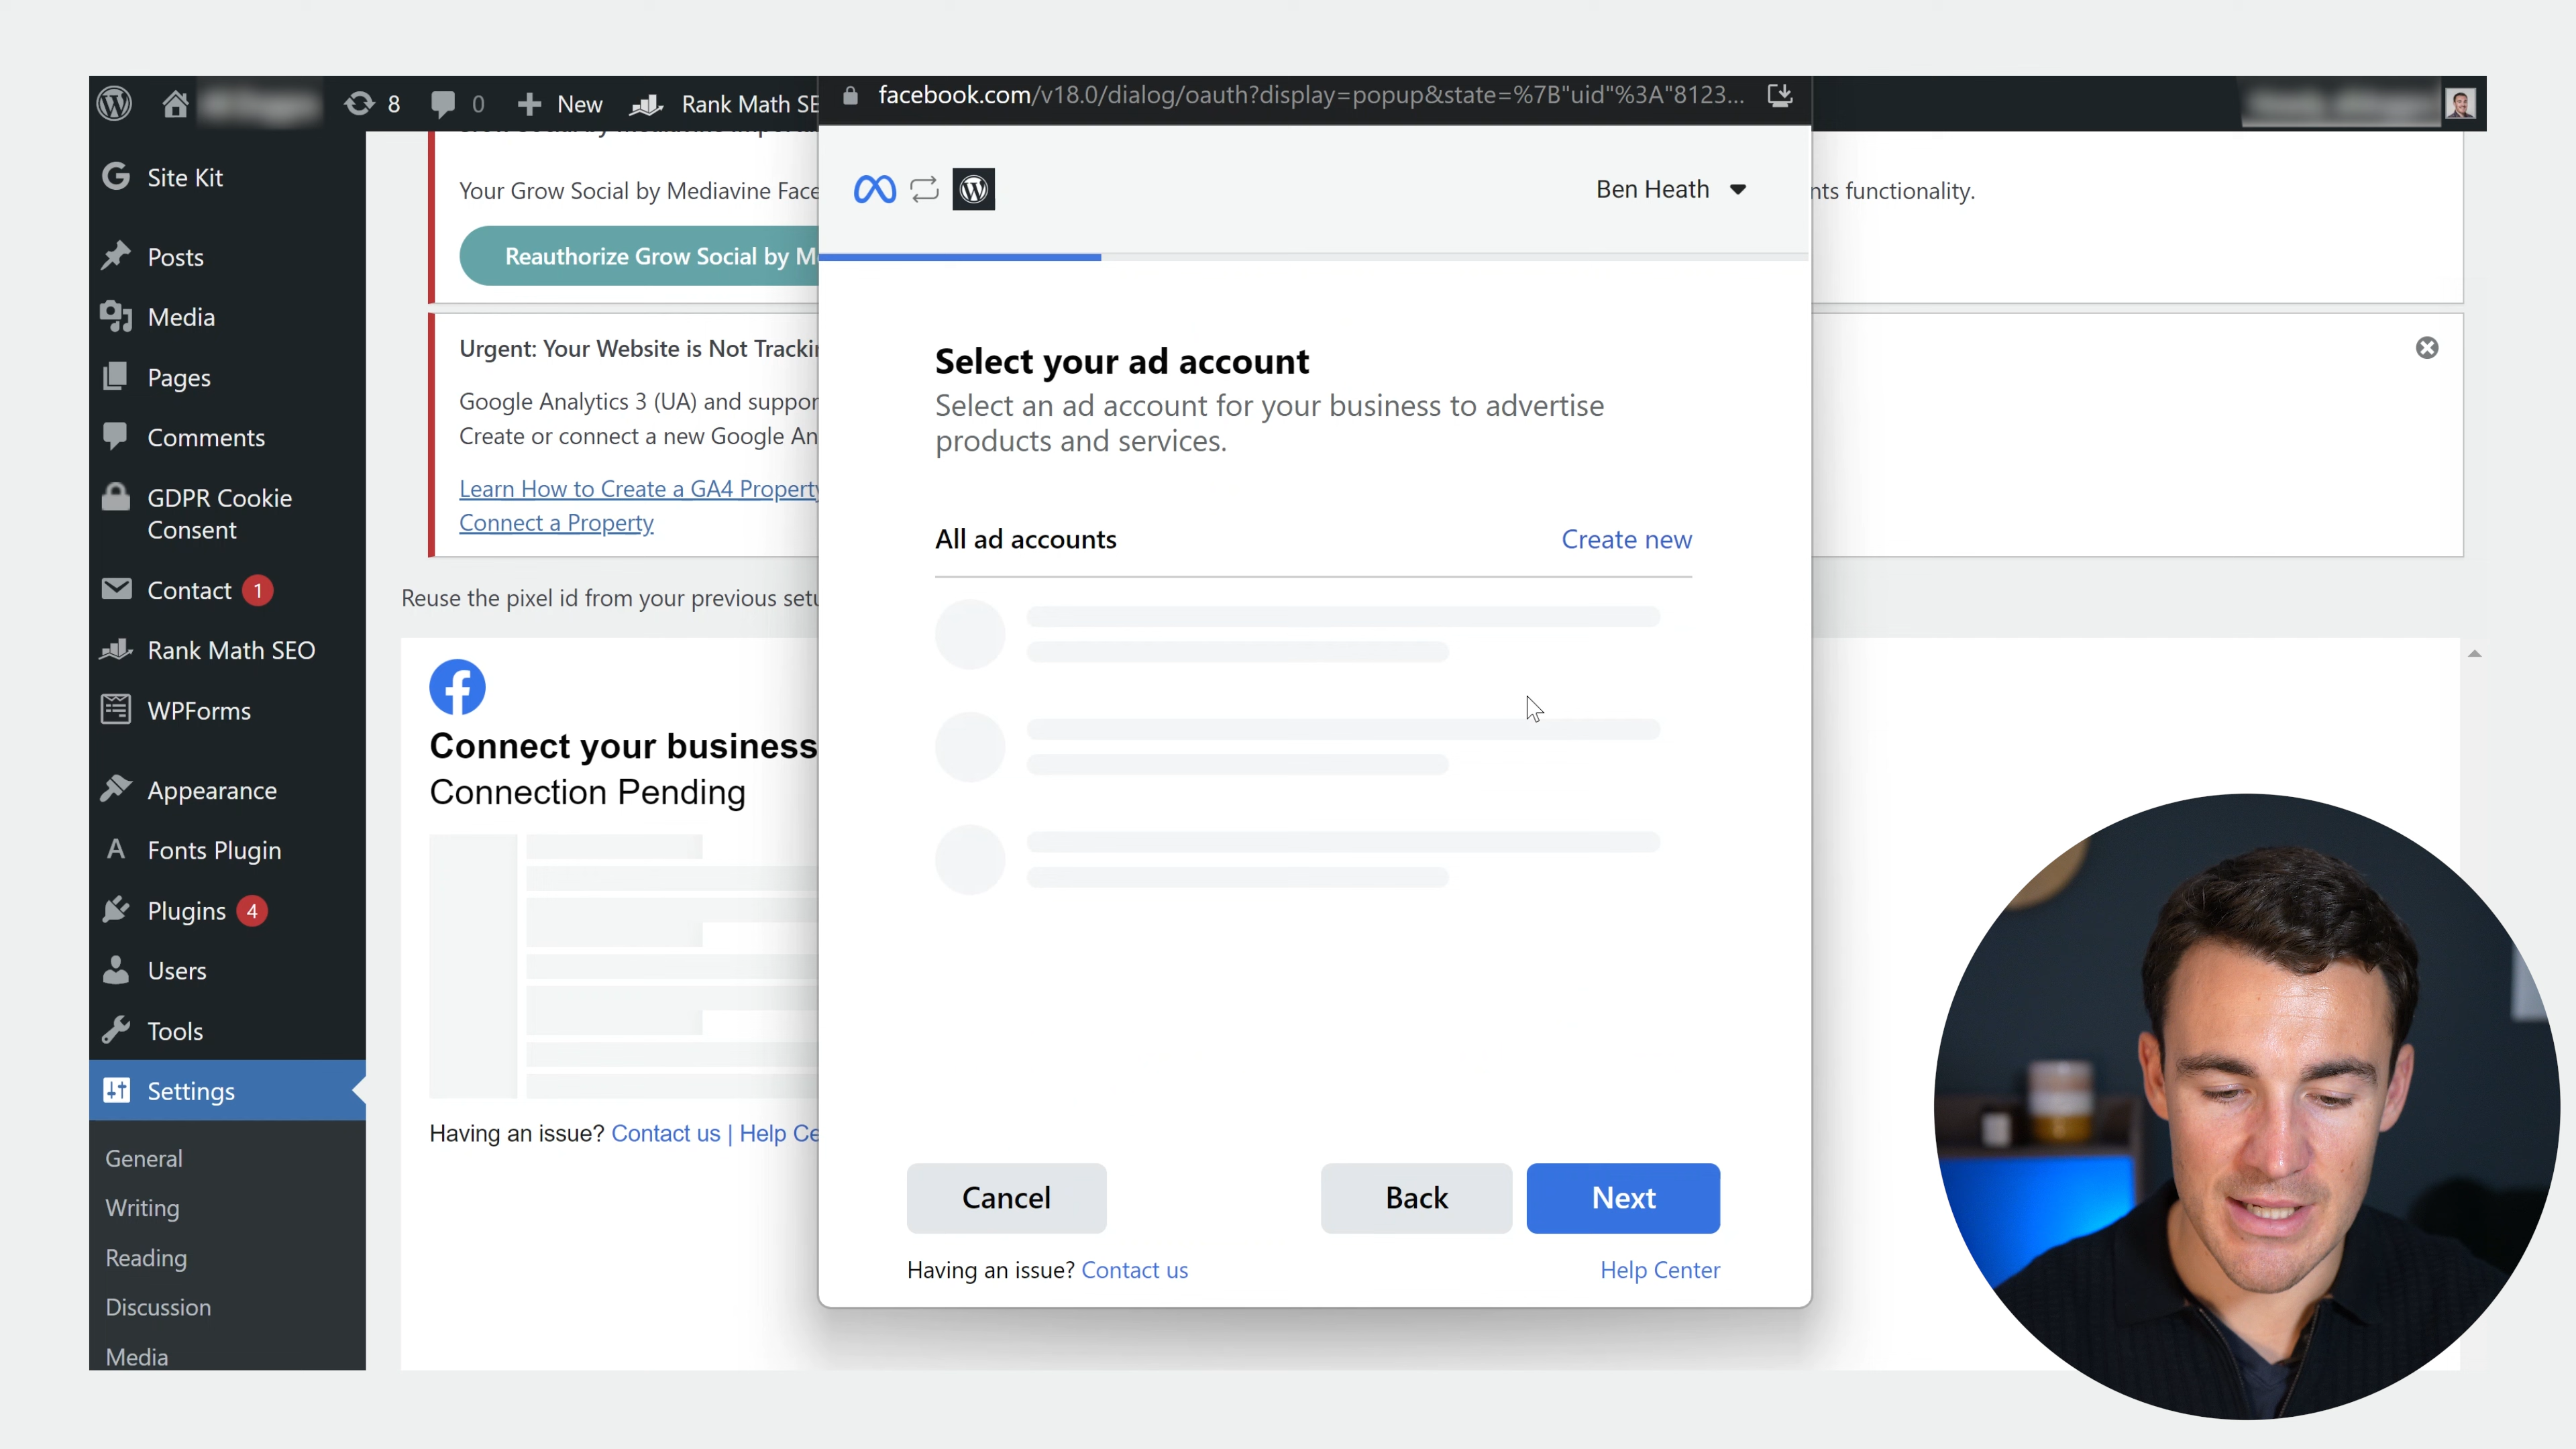 8
0
New
Rank Math SE
facebook.com/v18.0/dialog/oauth?display=popup&state=%7B"uid"%3A"8123...
Site Kit
Posts
Media
Pages
Comments
GDPR Cookie
Consent
Contact 1
Rank Math SEO
WPForms
Appearance
Fonts Plugin
Plugins 4
Users
Tools
Settings
General
Writing
Reading
Discussion
Media
Your Grow Social by Mediavine Face
nts functionality.
Reauthorize Grow Social by M
Urgent: Your Website is Not Trackin
Google Analytics 3 (UA) and suppor
Create or connect a new Google An
Learn How to Create a GA4 Property
Connect a Property
Reuse the pixel id from your previous setu
Connect your business
Connection Pending
Having an issue? Contact us | Help Ce
Ben Heath
Select your ad account
Select an ad account for your business to advertise
products and services.
All ad accounts
Create new
Cancel
Back
Next
Having an issue? Contact us
Help Center